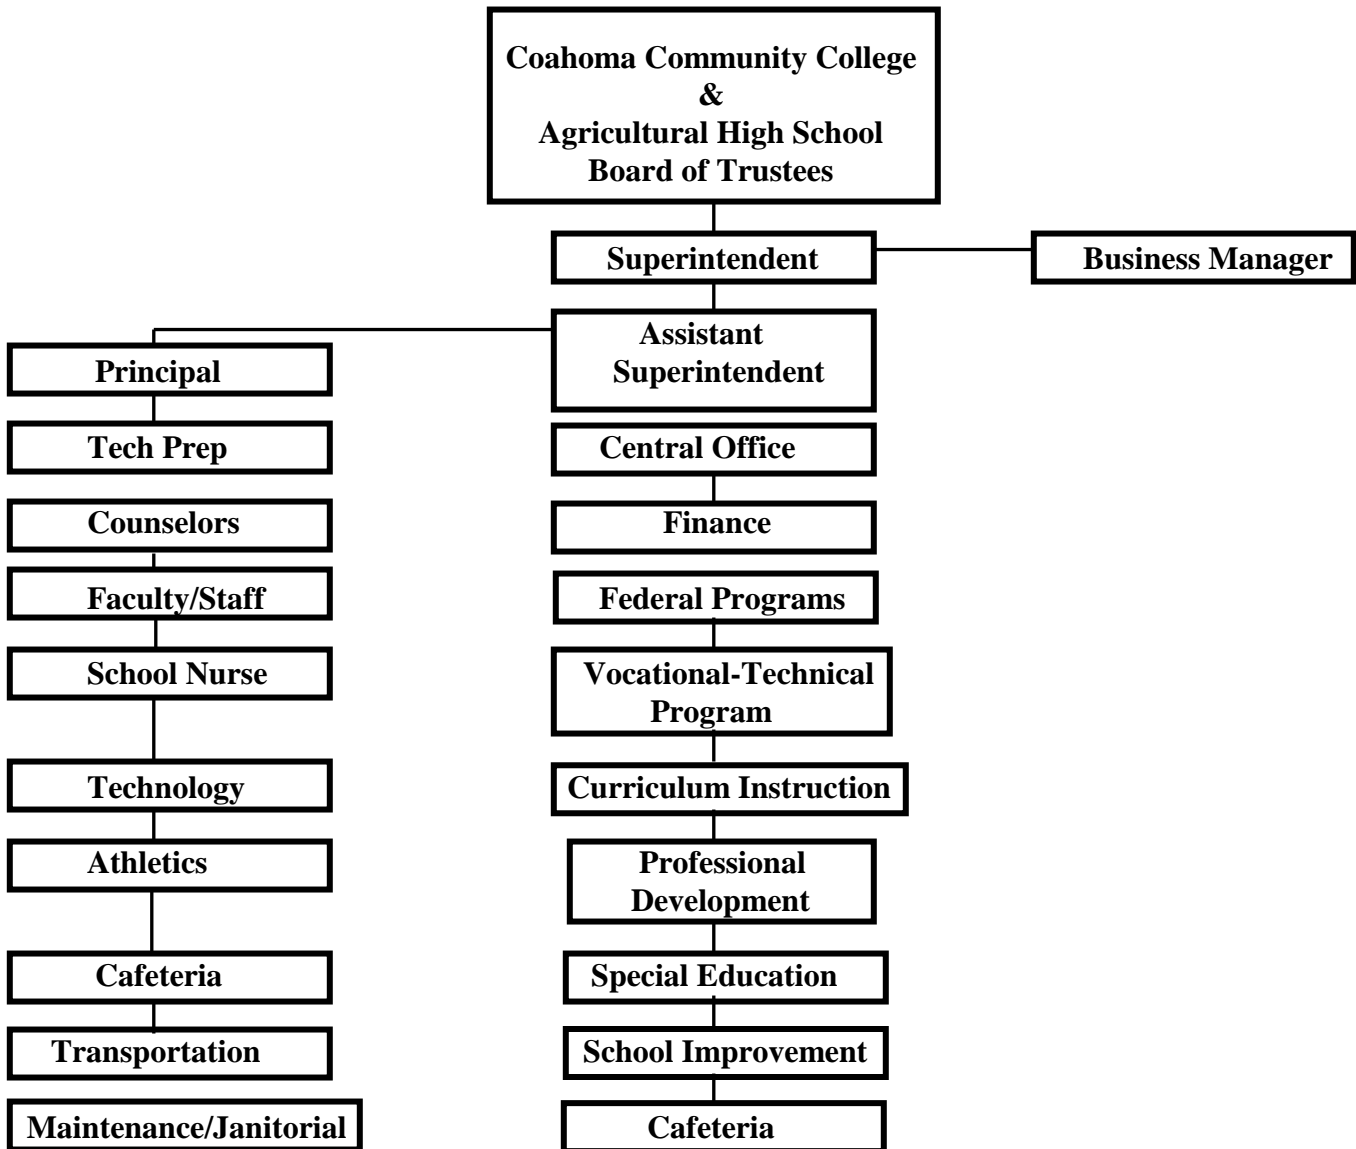 Coahoma Community College
&
Agricultural High School
Board of Trustees
Superintendent
Business Manager
Assistant
Superintendent
Principal
Tech Prep
Central Office
Counselors
Finance
Faculty/Staff
Federal Programs
School Nurse
Vocational-Technical
Program
Technology
Curriculum Instruction
Athletics
Professional
Development
Cafeteria
Special Education
Transportation
School Improvement
Maintenance/Janitorial
Cafeteria